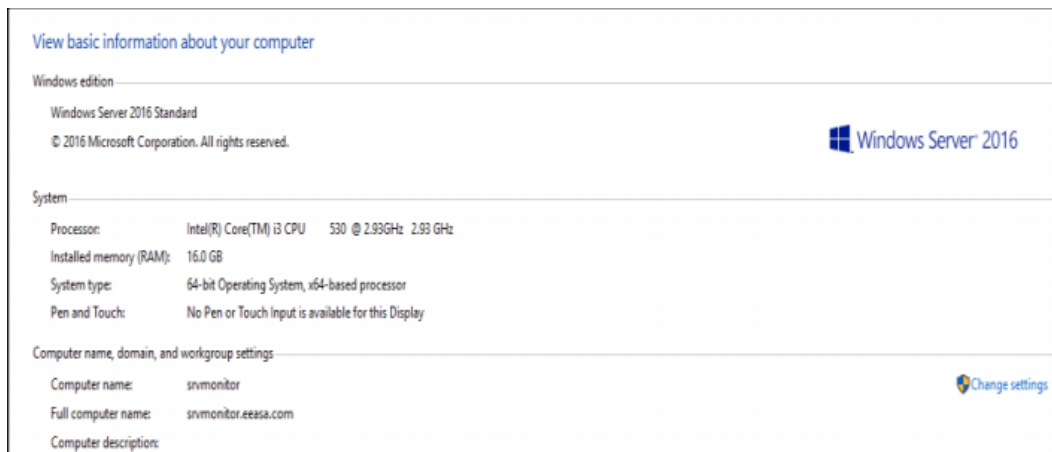 View basic information about your computer
Windows edition
Windows Server 2016 Standard
© 2016 Microsoft Corporation. All rights reserved.
Windows Server® 2016
System
Processor: Intel(R) Core(TM) i3 CPU 530 @ 2.93GHz 2.93 GHz
Installed memory (RAM): 16.0 GB
System type: 64-bit Operating System, x64-based processor
Pen and Touch: No Pen or Touch Input is available for this Display
Computer name, domain, and workgroup settings
Computer name: srvmonitor
Change settings
Full computer name: srvmonitor.eeasa.com
Computer description: